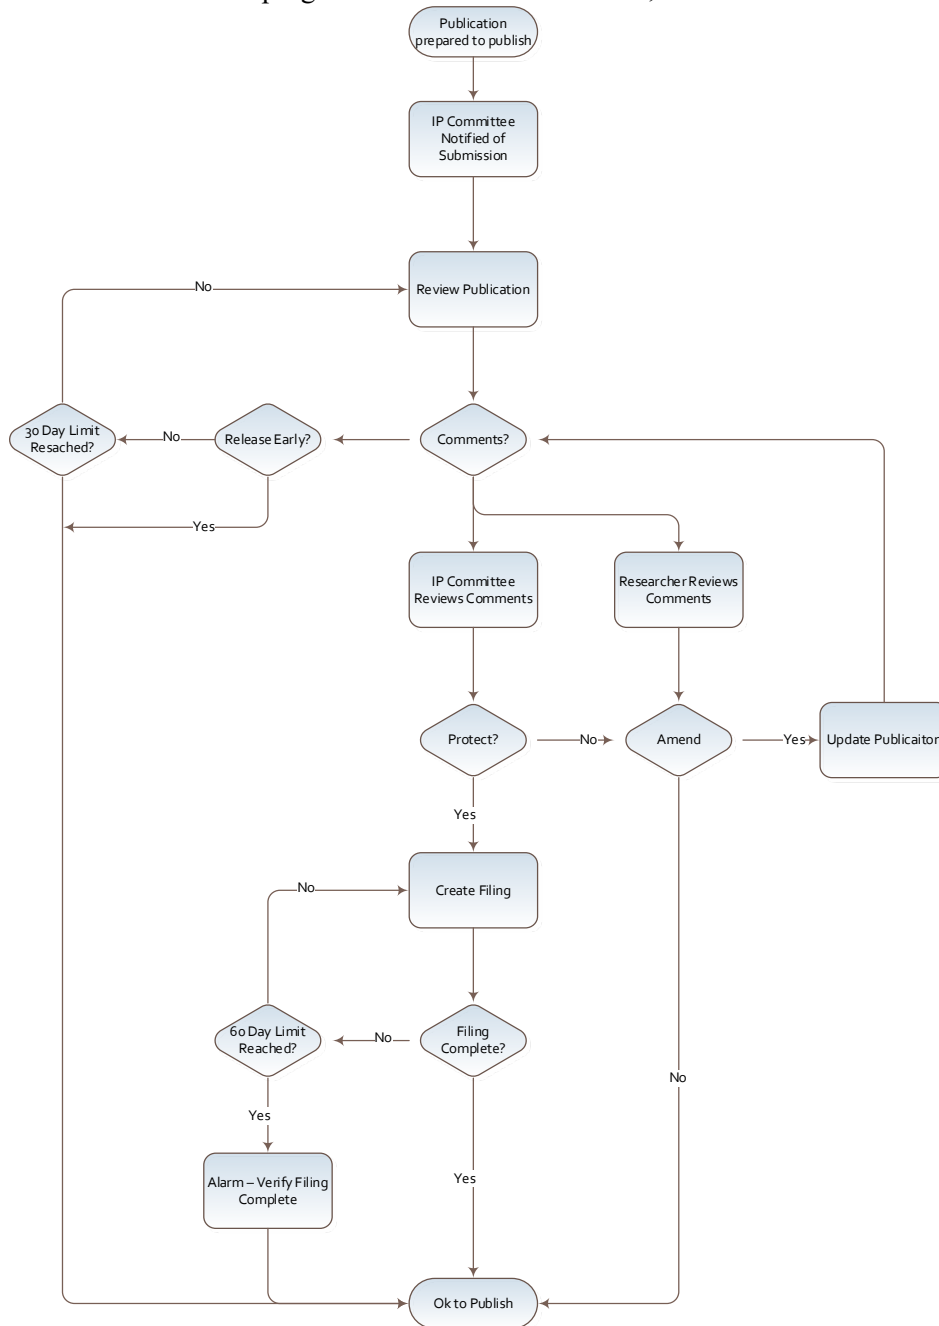 Publication
prepared to publish
IP Committee
Notified of
Submission
No
Review Publication
30 Day Limit
Resached?
No
Release Early?
Comments?
Yes
IP Committee
Reviews Comments
Researcher Reviews
Comments
Protect?
No
Amend
Yes
Update Publicaiton
Yes
No
Create Filing
60 Day Limit
Reached?
No
Filing
Complete?
No
Yes
Alarm – Verify Filing
Complete
Yes
Ok to Publish